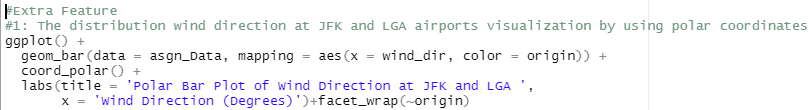 #Extra Feature
#1: The distribution wind direction at JFK and LGA airports visualization by using polar coordinates
ggplot() +
  geom_bar(data = asgn_Data, mapping = aes(x = wind_dir, color = origin)) +
  coord_polar() +
  labs(title = 'Polar Bar Plot of Wind Direction at JFK and LGA ',
       x = 'Wind Direction (Degrees)')+facet_wrap(~origin)